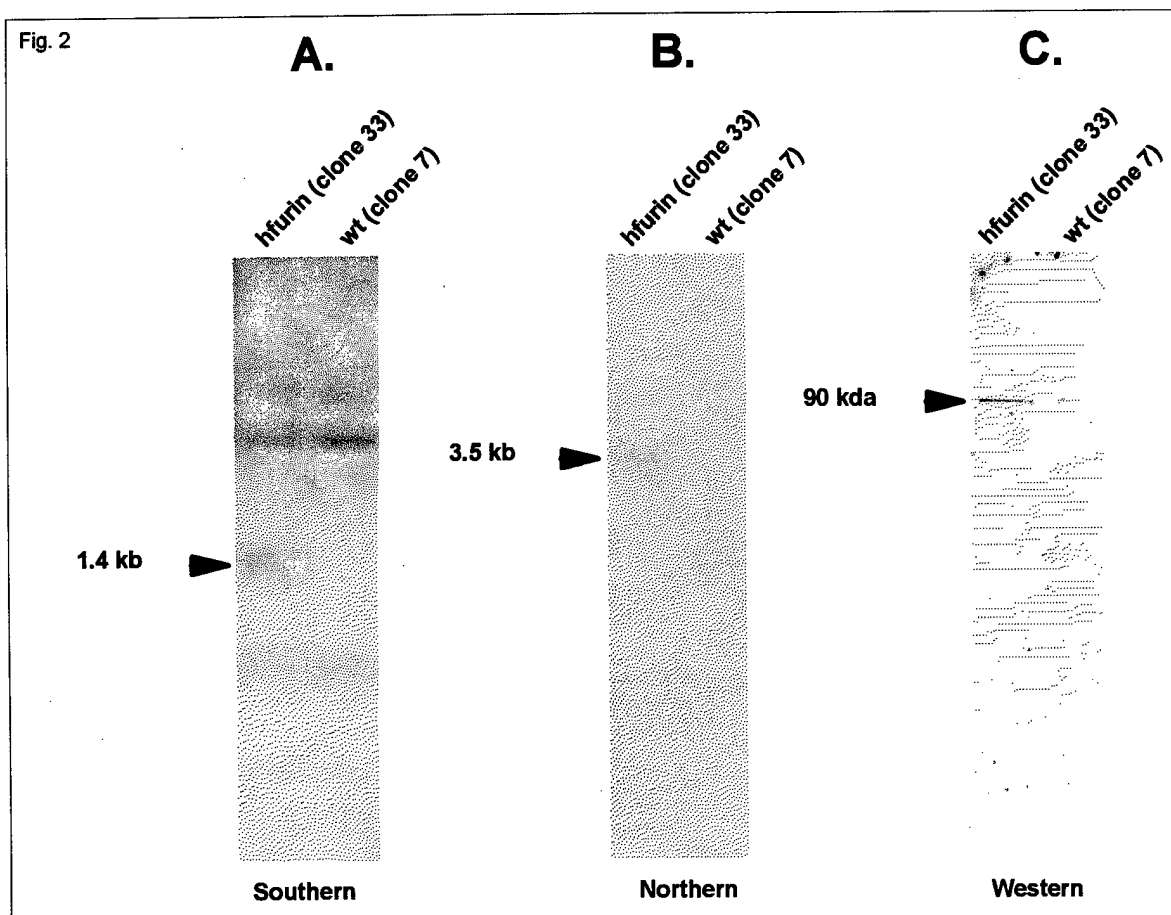 Fig. 2
A.
B.
C.
hfurin (clone 33)
wt (clone 7)
hfurin (clone 33)
wt (clone 7)
hfurin (clone 33)
wt (clone 7)
90 kda
3.5 kb
1.4 kb
Southern
Northern
Western